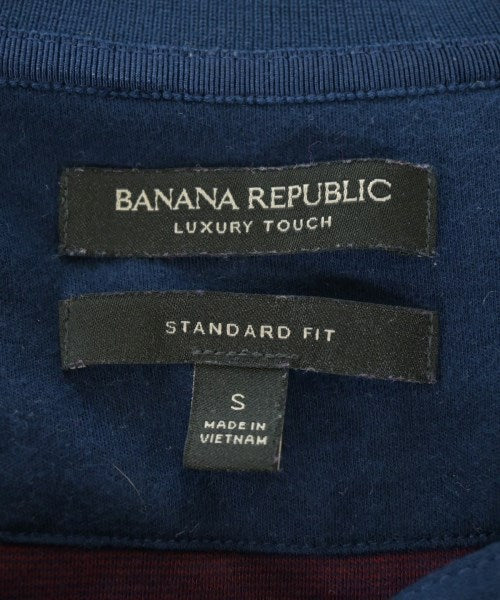 BANANA REPUBLIC
LUXURY TOUCH
STANDARD FIT
S
MADE IN
VIETNAM